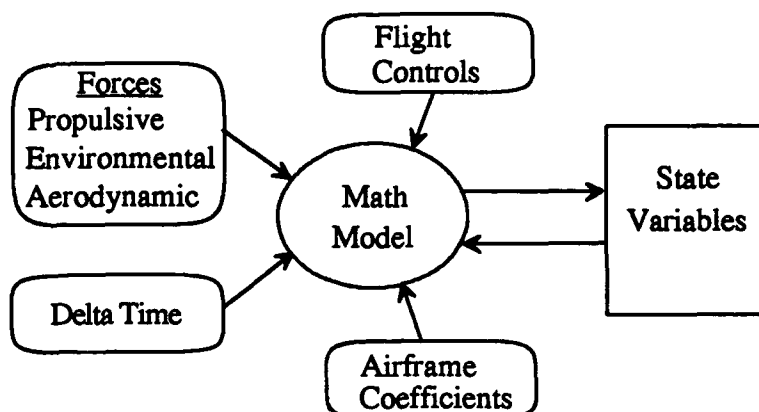 Flight
Controls
Forces
Propulsive
Environmental
Aerodynamic
Math
Model
State
Variables
Delta Time
Airframe
Coefficients